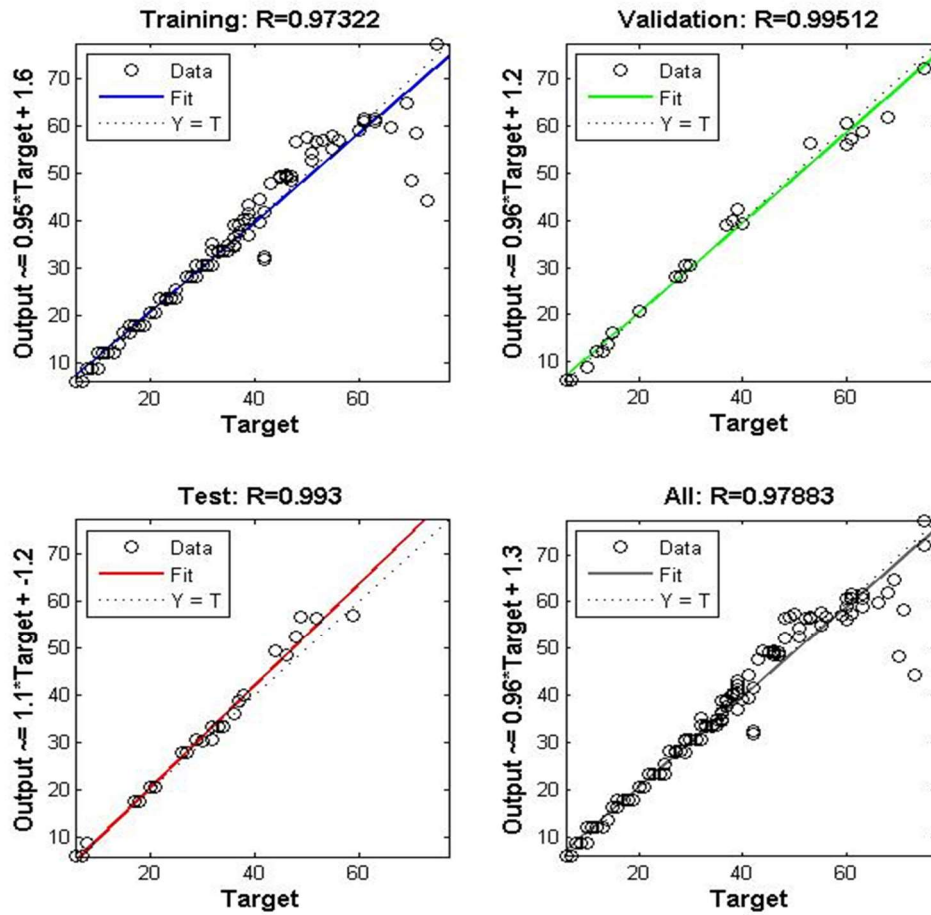 Training: R=0.97322
Output ~= 0.95*Target + 1.6
70
60
50
40
30
20
10
Data
Fit
Y = T
20
40
60
Target
Validation: R=0.99512
Output ~= 0.96*Target + 1.2
70
60
50
40
30
20
10
Data
Fit
Y = T
20
40
60
Target
Test: R=0.993
Output ~= 1.1*Target + -1.2
70
60
50
40
30
20
10
Data
Fit
Y = T
20
40
60
Target
All: R=0.97883
Output ~= 0.96*Target + 1.3
70
60
50
40
30
20
10
Data
Fit
Y = T
20
40
60
Target